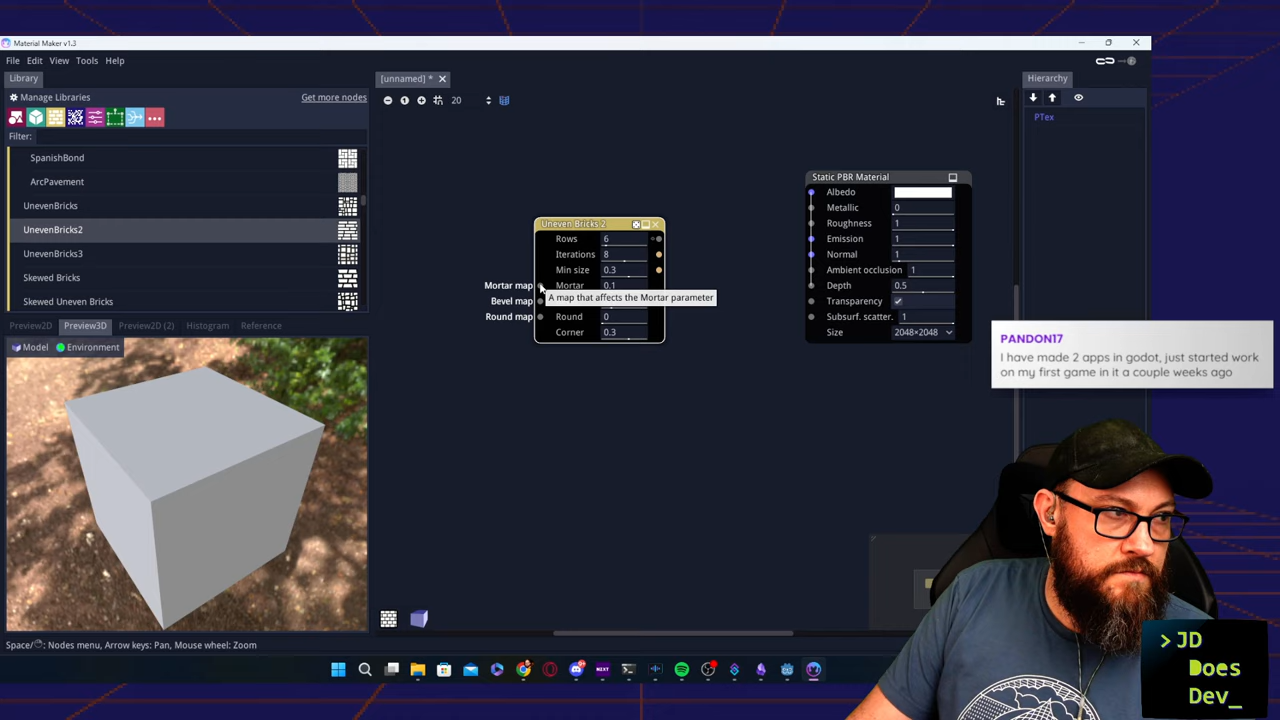 Material Maker v1.3
File Edit View Tools Help
Library
[unnamed] *
Hierarchy
Manage Libraries
Get more nodes
20
PTex
Filter:
SpanishBond
ArcPavement
UnevenBricks
UnevenBricks2
UnevenBricks3
Skewed Bricks
Skewed Uneven Bricks
Uneven Bricks 2
Rows 6
Iterations 8
Min size 0.3
Mortar map Mortar 0.1
A map that affects the Mortar parameter
Bevel map
Round map Round 0
Corner 0.3
Static PBR Material
Albedo
Metallic 0
Roughness 1
Emission 1
Normal 1
Ambient occlusion 1
Depth 0.5
Transparency
Subsurf. scatter. 1
Size 2048×2048
Preview2D Preview3D Preview2D (2) Histogram Reference
Model Environment
PANDON17
I have made 2 apps in godot, just started work
on my first game in it a couple weeks ago
Space/ : Nodes menu, Arrow keys: Pan, Mouse wheel: Zoom
NZXT
> JD
Does
Dev_